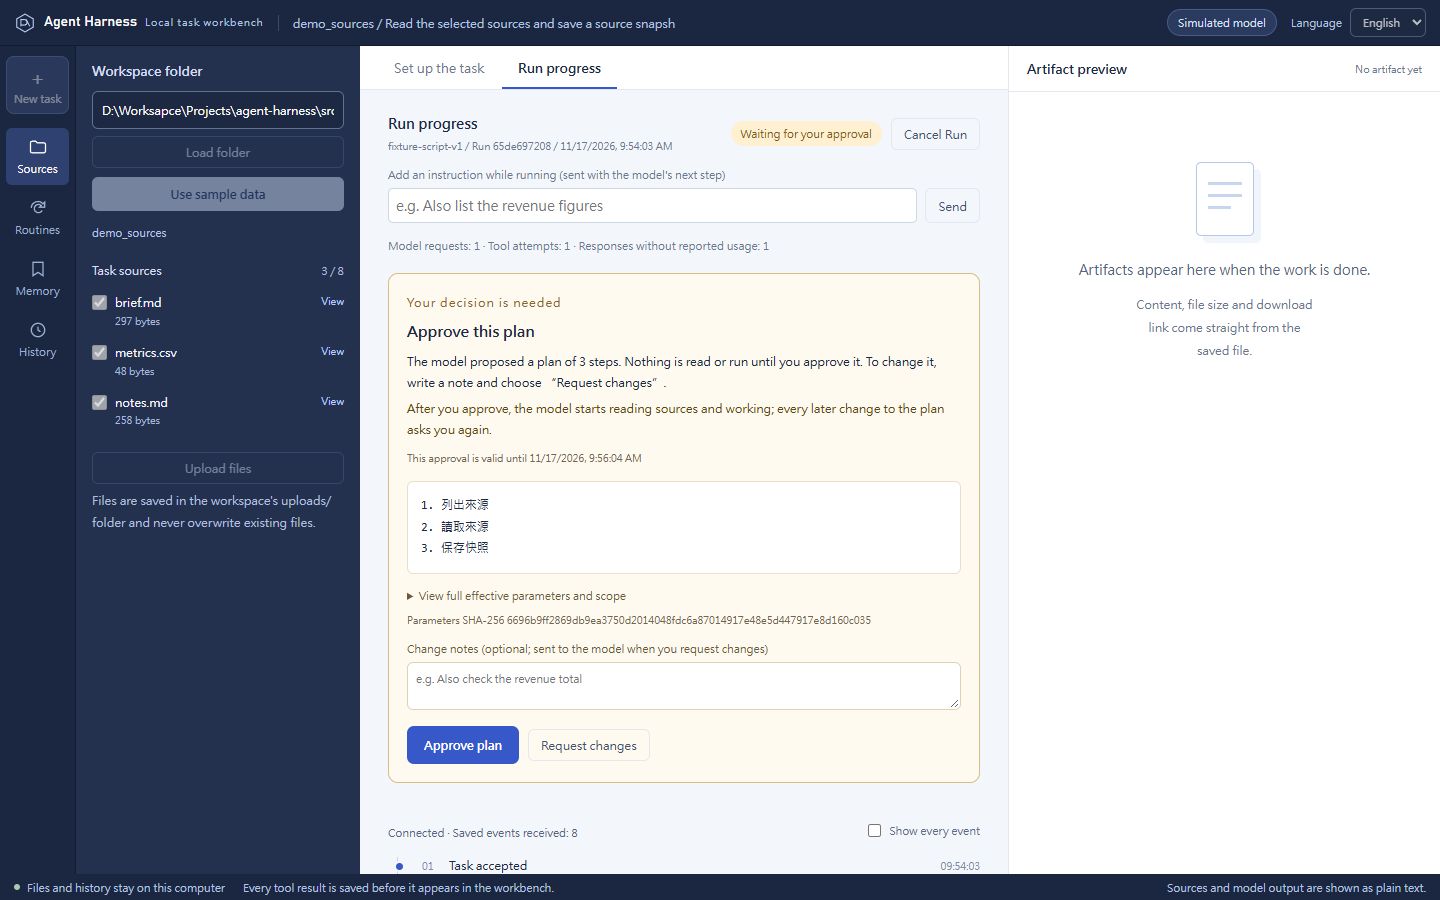 Agent Harness Local task workbench demo_sources / Read the selected sources and save a source snapsh Simulated model Language English
+
New task
Sources
Routines
Memory
History
Workspace folder
D:\Worksapce\Projects\agent-harness\src
Load folder
Use sample data
demo_sources
Task sources 3 / 8
brief.md View
297 bytes
metrics.csv View
48 bytes
notes.md View
258 bytes
Upload files
Files are saved in the workspace's uploads/
folder and never overwrite existing files.
Set up the task Run progress
Run progress
fixture-script-v1 / Run 65de697208 / 11/17/2026, 9:54:03 AM
Waiting for your approval Cancel Run
Add an instruction while running (sent with the model's next step)
e.g. Also list the revenue figures Send
Model requests: 1 · Tool attempts: 1 · Responses without reported usage: 1
Your decision is needed
Approve this plan
The model proposed a plan of 3 steps. Nothing is read or run until you approve it. To change it,
write a note and choose “Request changes” .
After you approve, the model starts reading sources and working; every later change to the plan
asks you again.
This approval is valid until 11/17/2026, 9:56:04 AM
1. 列出來源
2. 讀取來源
3. 保存快照
▶ View full effective parameters and scope
Parameters SHA-256 6696b9ff2869db9ea3750d2014048fdc6a87014917e48e5d447917e8d160c035
Change notes (optional; sent to the model when you request changes)
e.g. Also check the revenue total
Approve plan Request changes
Connected · Saved events received: 8 Show every event
01 Task accepted 09:54:03
Artifact preview No artifact yet
Artifacts appear here when the work is done.
Content, file size and download
link come straight from the
saved file.
Files and history stay on this computer Every tool result is saved before it appears in the workbench. Sources and model output are shown as plain text.